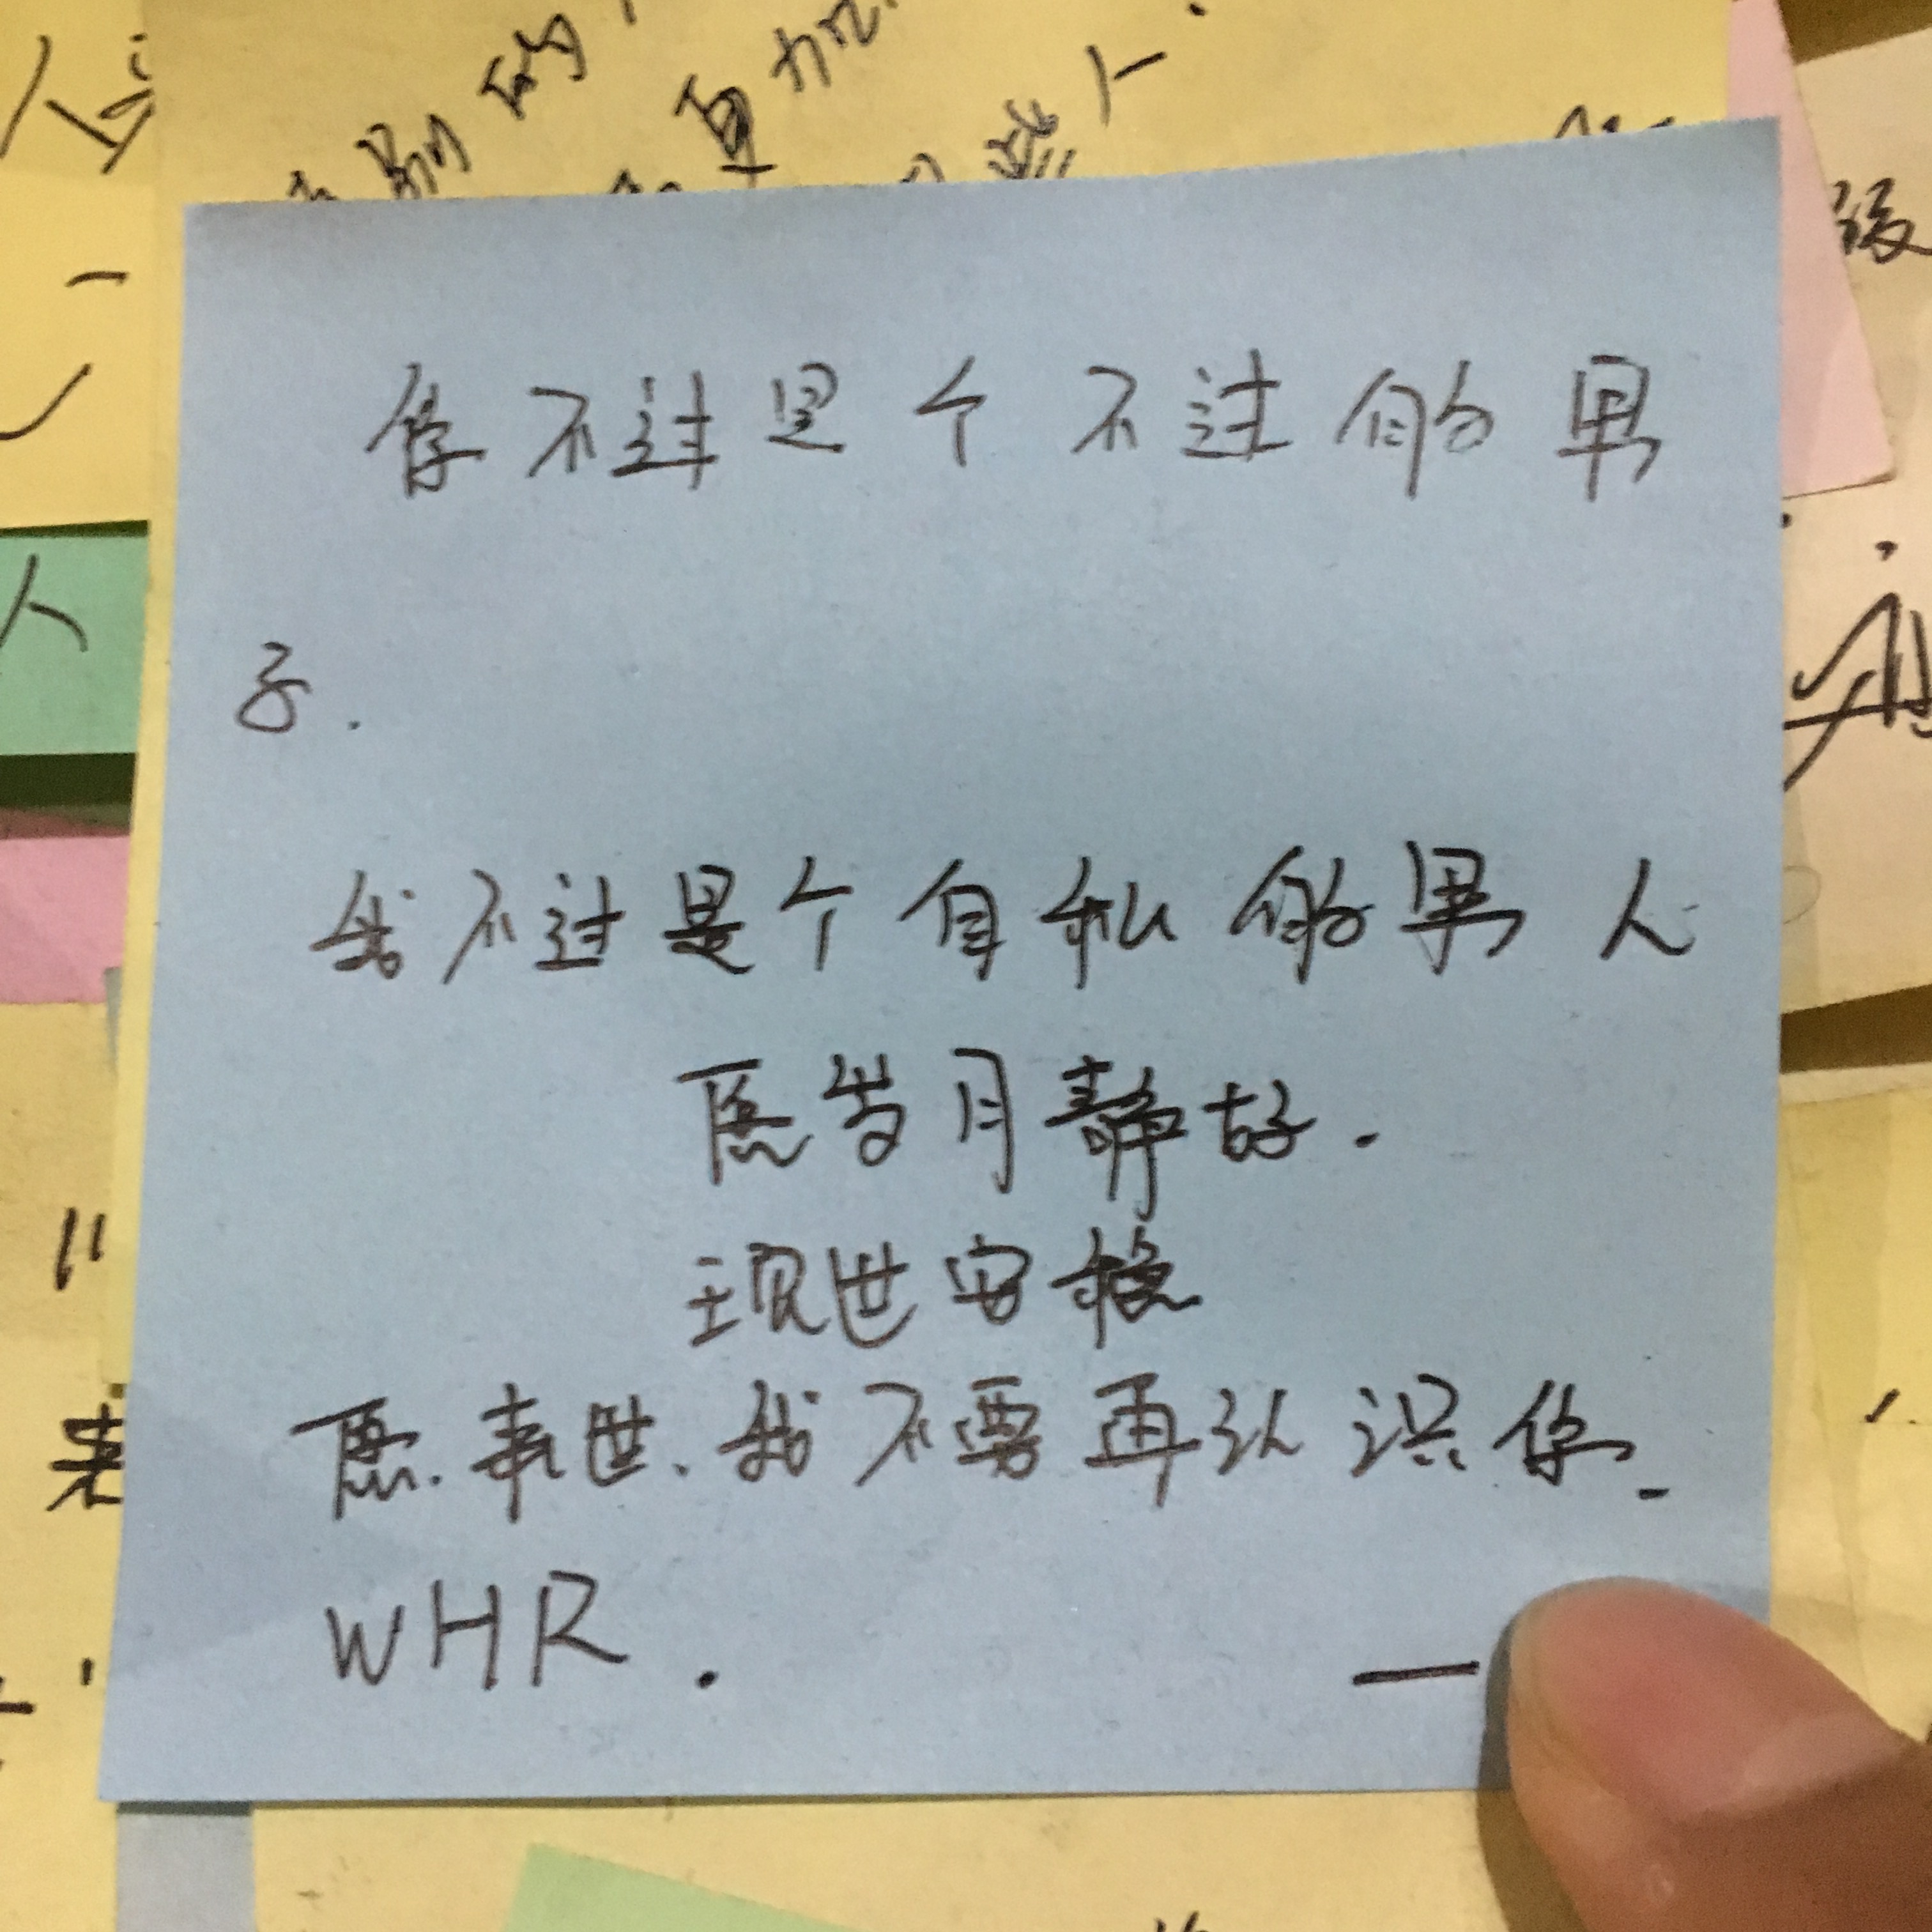 你不过是个不过的男
子.
我不过是个自私的男人
愿岁月静好.
现世安稳
愿.来世.我不要再认识你.
WHR.